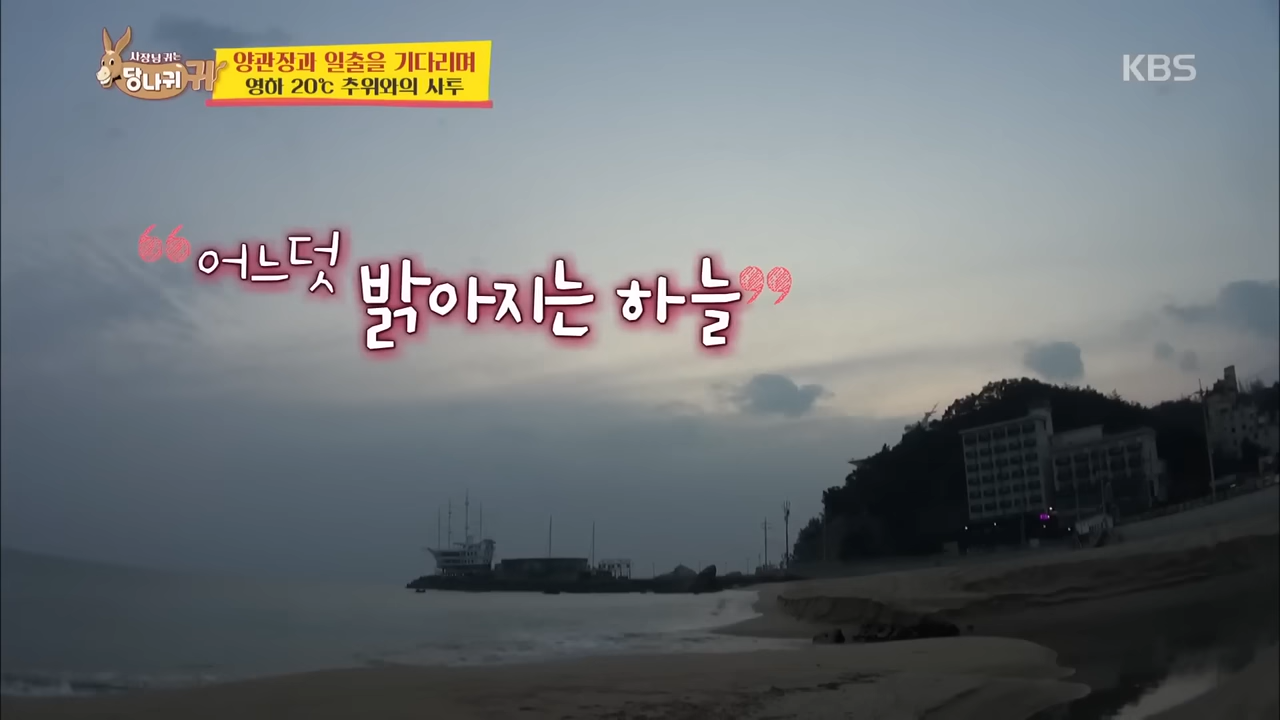 사장님 귀는
당나귀 귀
양관장과 일출을 기다리며
영하 20℃ 추위와의 사투
KBS
“어느덧 밝아지는 하늘”